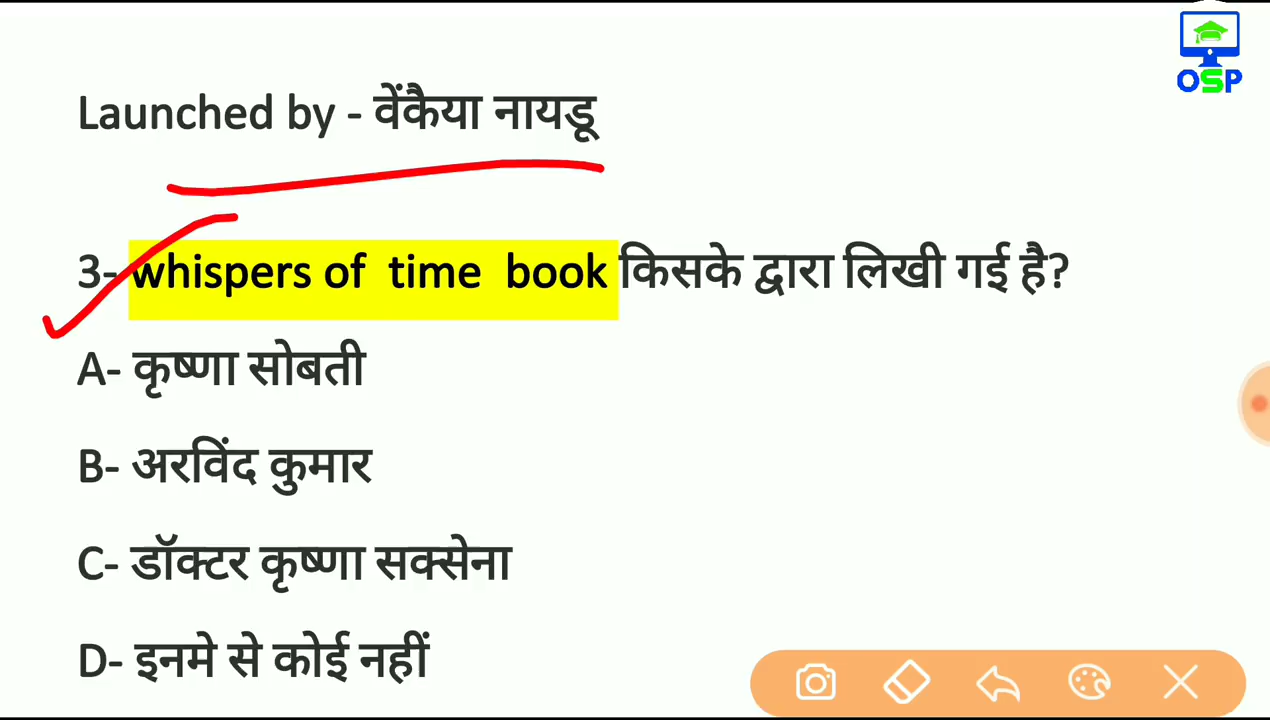 OSP
Launched by - वेंकैया नायडू
3- whispers of time book किसके द्वारा लिखी गई है?
A- कृष्णा सोबती
B- अरविंद कुमार
C- डॉक्टर कृष्णा सक्सेना
D- इनमे से कोई नहीं